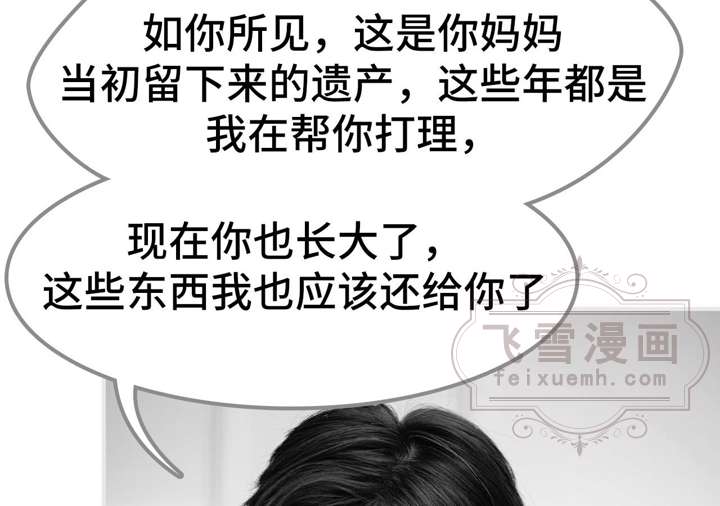 如你所见，这是你妈妈
当初留下来的遗产，这些年都是
我在帮你打理，
现在你也长大了，
这些东西我也应该还给你了
飞雪漫画
feixuemh.com